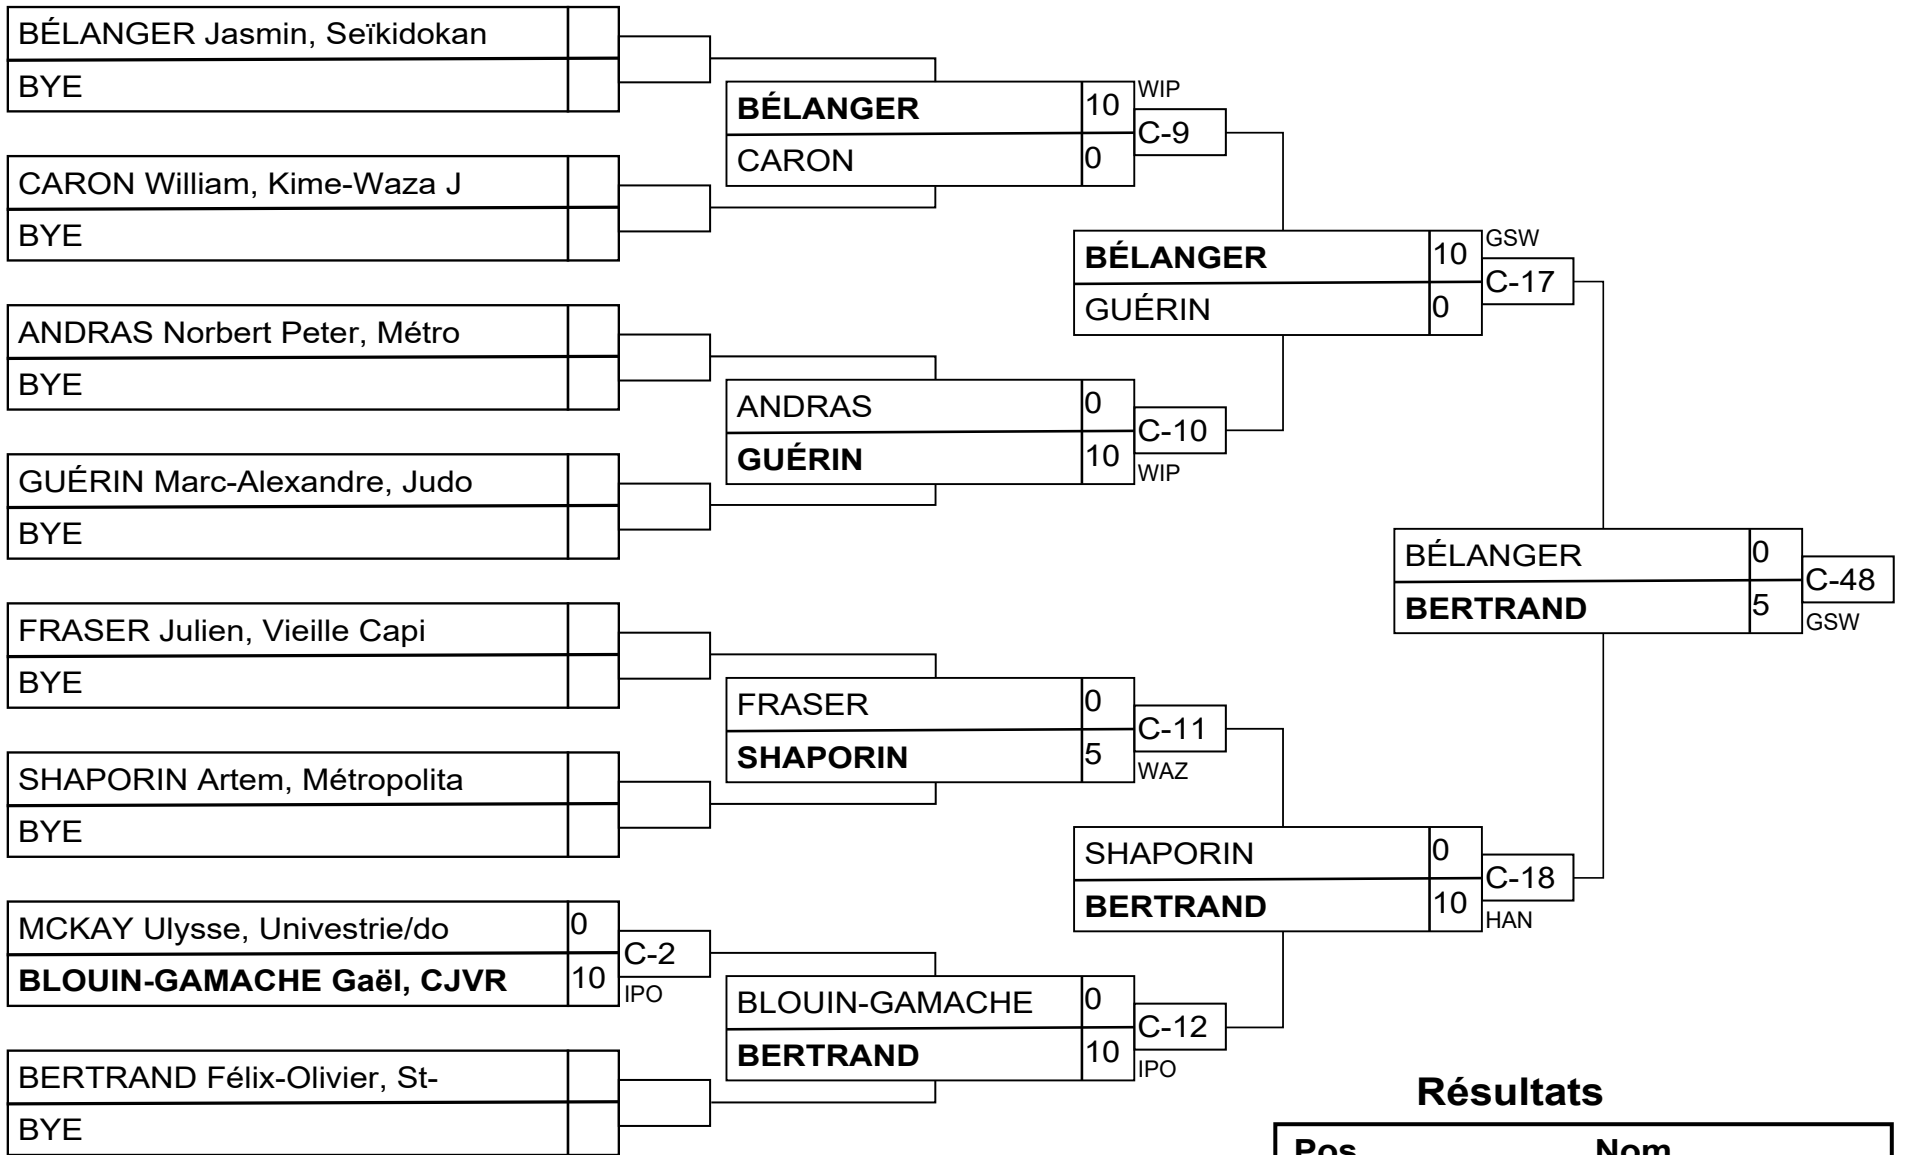 BÉLANGER Jasmin, Seïkidokan
BYE
CARON William, Kime-Waza J
BYE
ANDRAS Norbert Peter, Métro
BYE
GUÉRIN Marc-Alexandre, Judo
BYE
FRASER Julien, Vieille Capi
BYE
SHAPORIN Artem, Métropolita
BYE
MCKAY Ulysse, Univestrie/do 0
BLOUIN-GAMACHE Gaël, CJVR 10
C-2
IPO
BERTRAND Félix-Olivier, St-
BYE
BÉLANGER 10
CARON 0
WIP
C-9
ANDRAS 0
GUÉRIN 10
C-10
WIP
FRASER 0
SHAPORIN 5
C-11
WAZ
BLOUIN-GAMACHE 0
BERTRAND 10
C-12
IPO
BÉLANGER 10
GUÉRIN 0
GSW
C-17
SHAPORIN 0
BERTRAND 10
C-18
HAN
BÉLANGER 0
BERTRAND 5
C-48
GSW
Résultats
Pos Nom